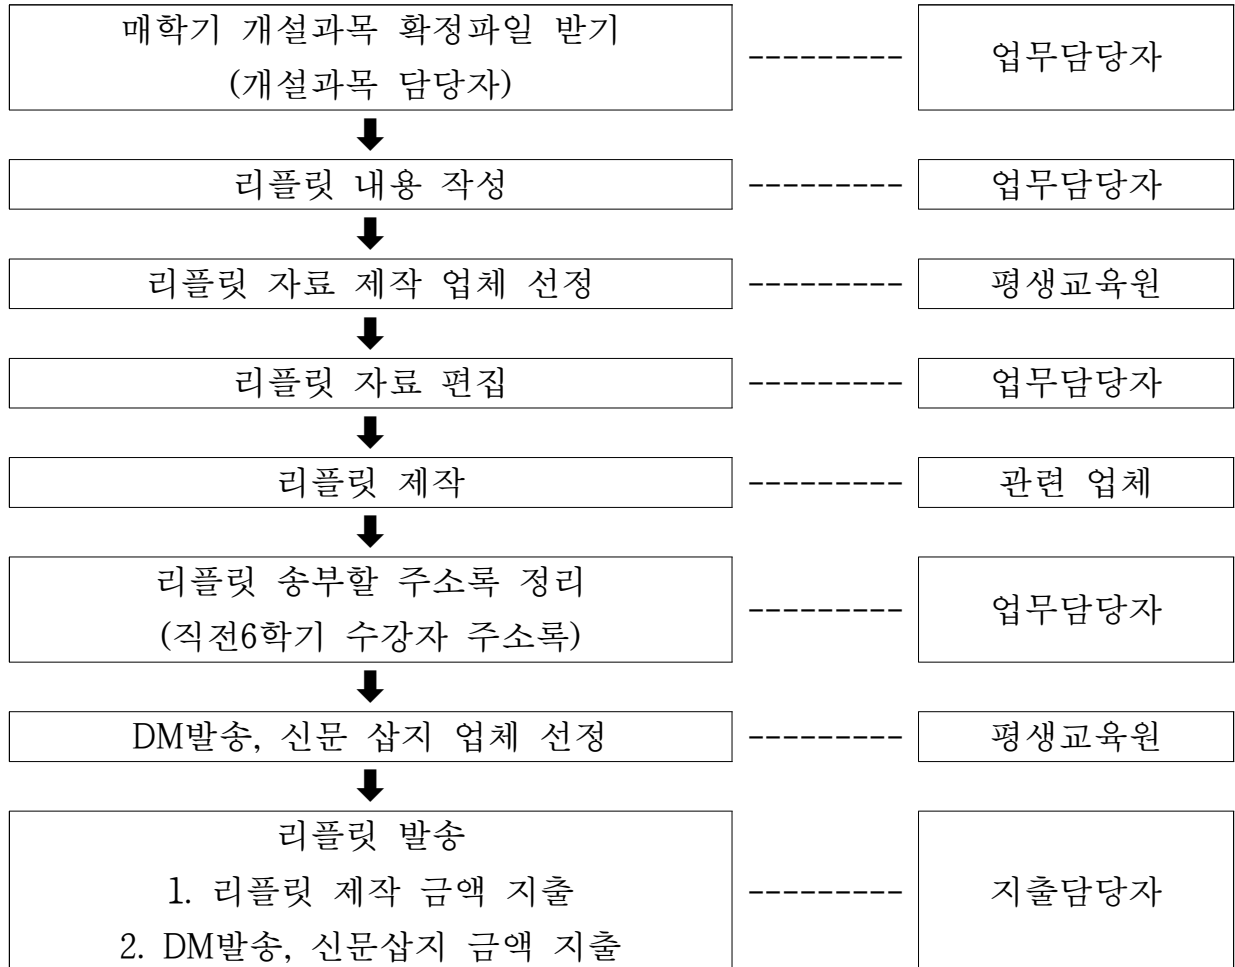 매학기 개설과목 확정파일 받기
(개설과목 담당자)
---------
업무담당자
리플릿 내용 작성
---------
업무담당자
리플릿 자료 제작 업체 선정
---------
평생교육원
리플릿 자료 편집
---------
업무담당자
리플릿 제작
---------
관련 업체
리플릿 송부할 주소록 정리
(직전6학기 수강자 주소록)
---------
업무담당자
DM발송, 신문 삽지 업체 선정
---------
평생교육원
리플릿 발송
1. 리플릿 제작 금액 지출
2. DM발송, 신문삽지 금액 지출
---------
지출담당자